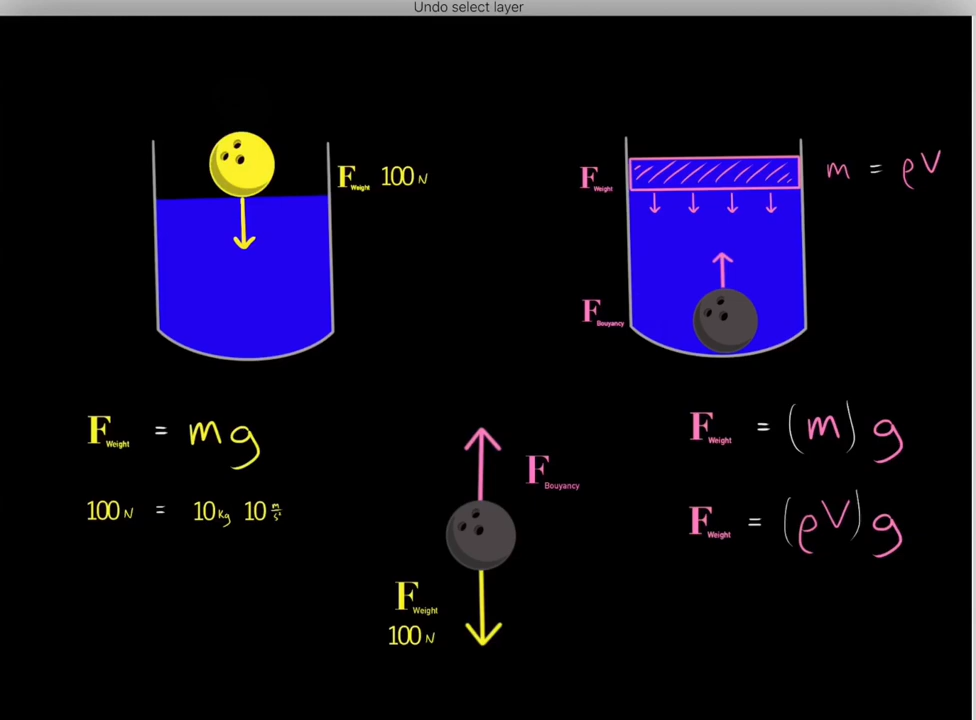 Undo select layer
F Weight 100 N
F Weight
m = ρV
F Bouyancy
F Weight = mg
100 N = 10 kg 10 m/s²
F Bouyancy
F Weight
100 N
F Weight = (m) g
F Weight = (ρV) g